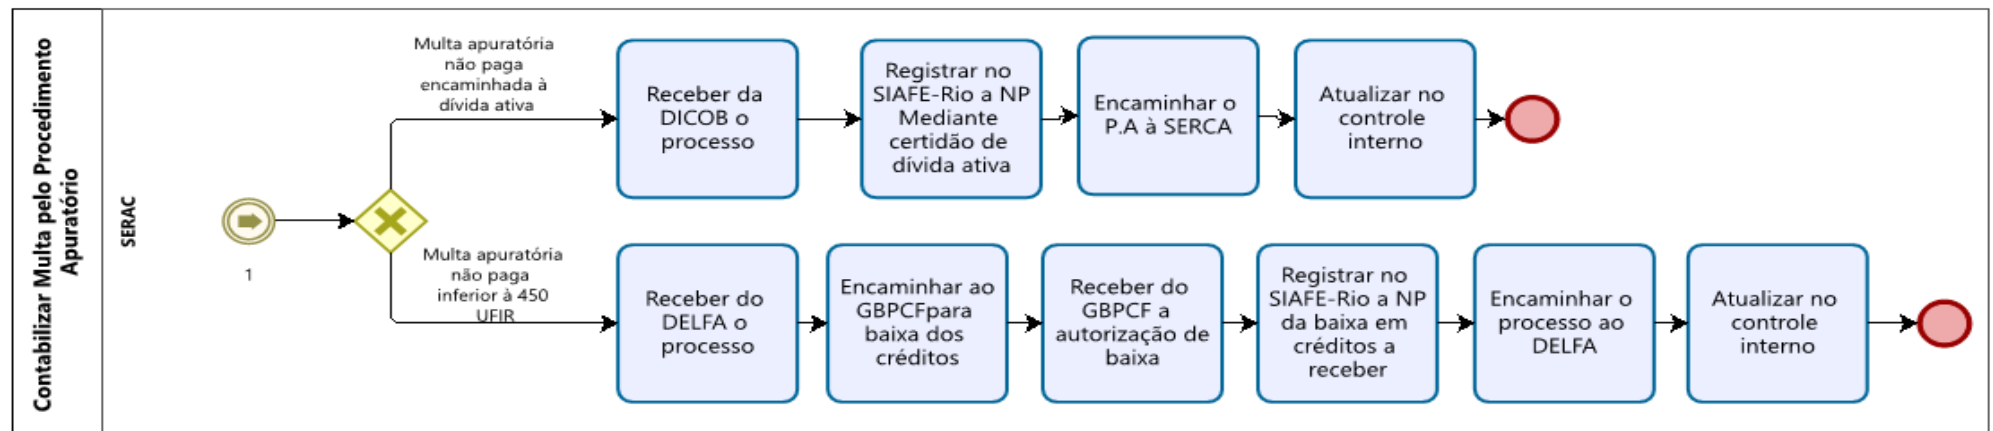 Contabilizar Multa pelo Procedimento
Apuratório
SERAC
1
Multa apuratória
não paga
encaminhada à
dívida ativa
Receber da
DICOB o
processo
Registrar no
SIAFE-Rio a NP
Mediante
certidão de
dívida ativa
Encaminhar o
P.A à SERCA
Atualizar no
controle
interno
Multa apuratória
não paga
inferior à 450
UFIR
Receber do
DELFA o
processo
Encaminhar ao
GBPCFpara
baixa dos
créditos
Receber do
GBPCF a
autorização de
baixa
Registrar no
SIAFE-Rio a NP
da baixa em
créditos a
receber
Encaminhar o
processo ao
DELFA
Atualizar no
controle
interno